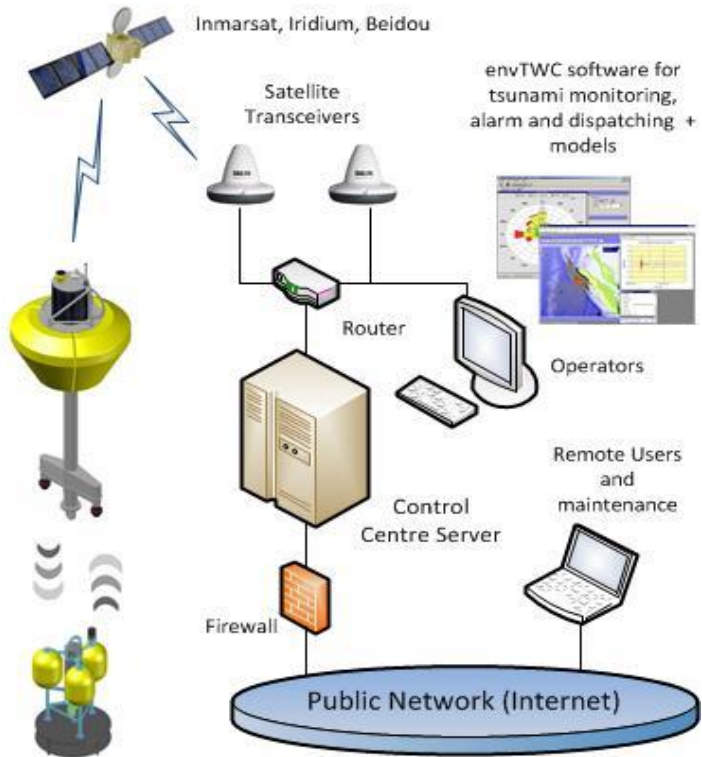 Inmarsat, Iridium, Beidou
envTWC software for
tsunami monitoring,
alarm and dispatching +
models
Satellite
Transceivers
Router
Operators
Remote Users
and
maintenance
Control
Centre Server
Firewall
Public Network (Internet)